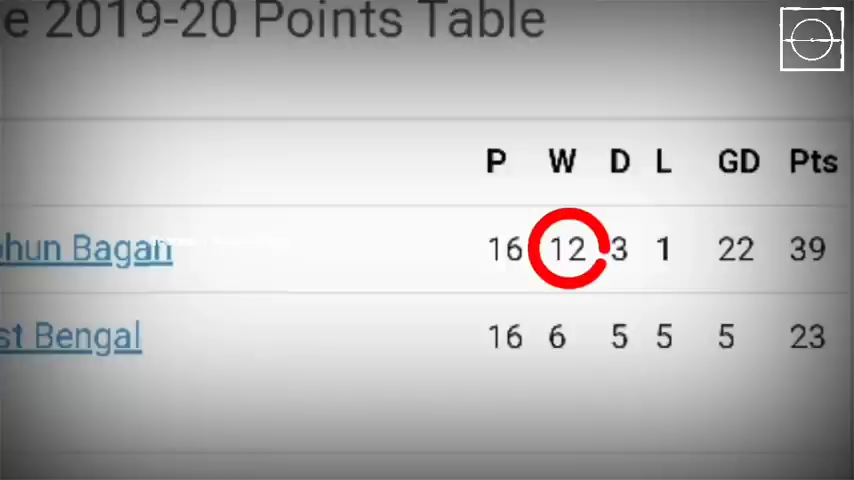 e 2019-20 Points Table
P W D L GD Pts
ohun Bagan 16 12 3 1 22 39
st Bengal 16 6 5 5 5 23